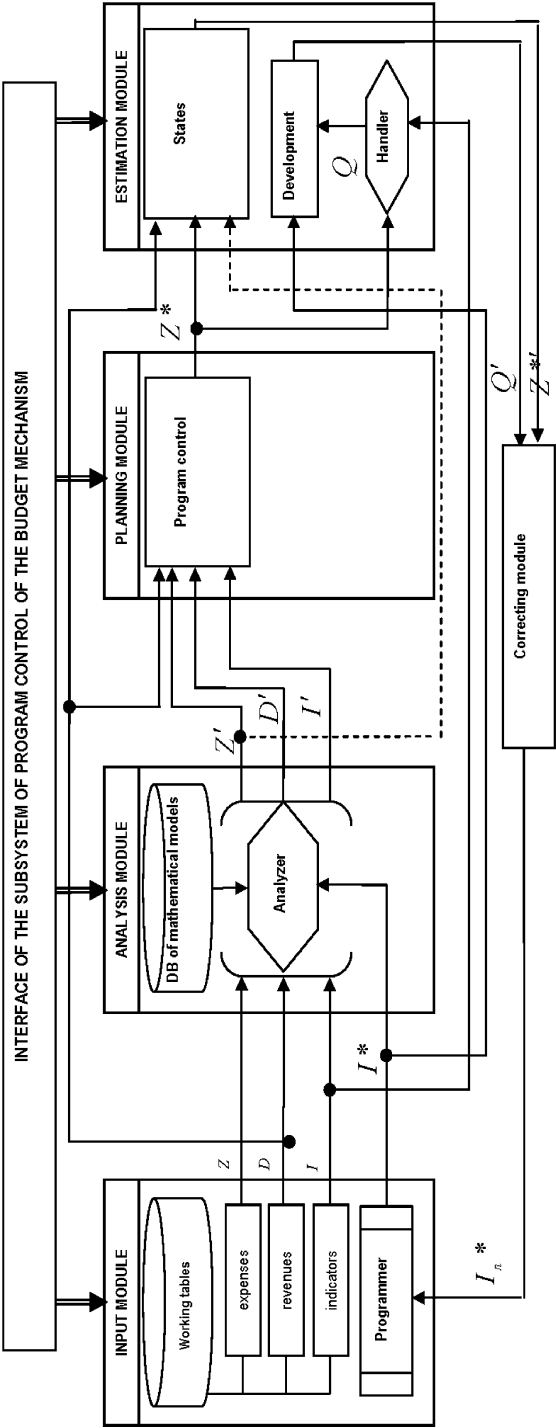 INTERFACE OF THE SUBSYSTEM OF PROGRAM CONTROL OF THE BUDGET MECHANISM
INPUT MODULE
Working tables
expenses
revenues
indicators
Programmer
Z
D
I
I*
Iₙ*
ANALYSIS MODULE
DB of mathematical models
Analyzer
Z'
D'
I'
PLANNING MODULE
Program control
Z*
ESTIMATION MODULE
States
Development
Q
Handler
Q'
Z*'
Correcting module